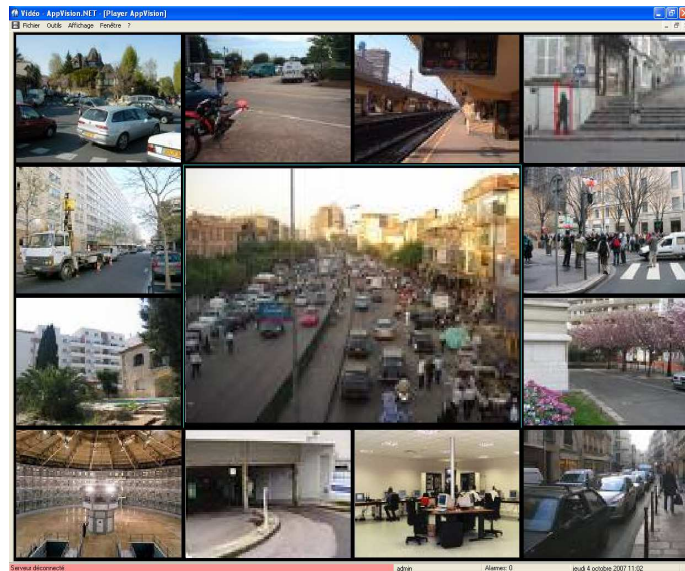 Vidéo - AppVision.NET - [Player AppVision]
Fichier Outils Affichage Fenêtre ?
Serveur déconnecté admin Alarmes: 0 jeudi 4 octobre 2007 11:02